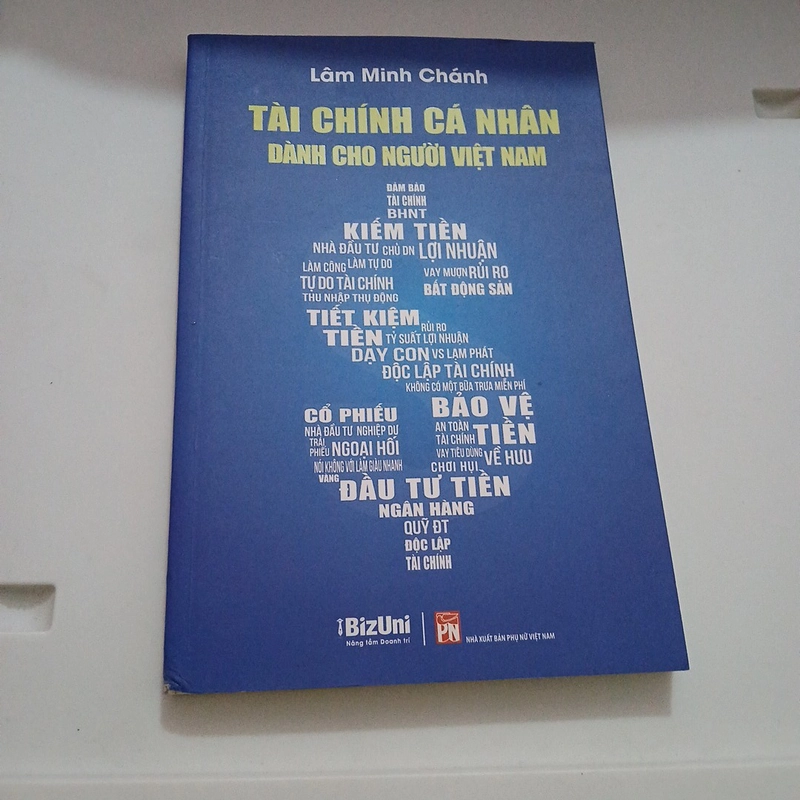 Lâm Minh Chánh
TÀI CHÍNH CÁ NHÂN
DÀNH CHO NGƯỜI VIỆT NAM
ĐẢM BẢO
TÀI CHÍNH
BHNT
KIẾM TIỀN
NHÀ ĐẦU TƯ CHỦ DN LỢI NHUẬN
LÀM CÔNG LÀM TỰ DO VAY MƯỢN RỦI RO
TỰ DO TÀI CHÍNH BẤT ĐỘNG SẢN
THU NHẬP THỤ ĐỘNG
TIẾT KIỆM RỦI RO
TIỀN TỶ SUẤT LỢI NHUẬN
DẠY CON VS LẠM PHÁT
ĐỘC LẬP TÀI CHÍNH
KHÔNG CÓ MỘT BỮA TRƯA MIỄN PHÍ
CỔ PHIẾU BẢO VỆ
NHÀ ĐẦU TƯ NGHIỆP DƯ
AN TOÀN
TÀI CHÍNH TIỀN
TRÁI
PHIẾU NGOẠI HỐI
VAY TIÊU DÙNG VỀ HƯU
NÓI KHÔNG VỚI LÀM GIÀU NHANH
CHƠI HỤI
VÀNG
ĐẦU TƯ TIỀN
NGÂN HÀNG
QUỸ ĐT
ĐỘC LẬP
TÀI CHÍNH
BizUni
Nâng tầm Doanh trí
PN
NHÀ XUẤT BẢN PHỤ NỮ VIỆT NAM